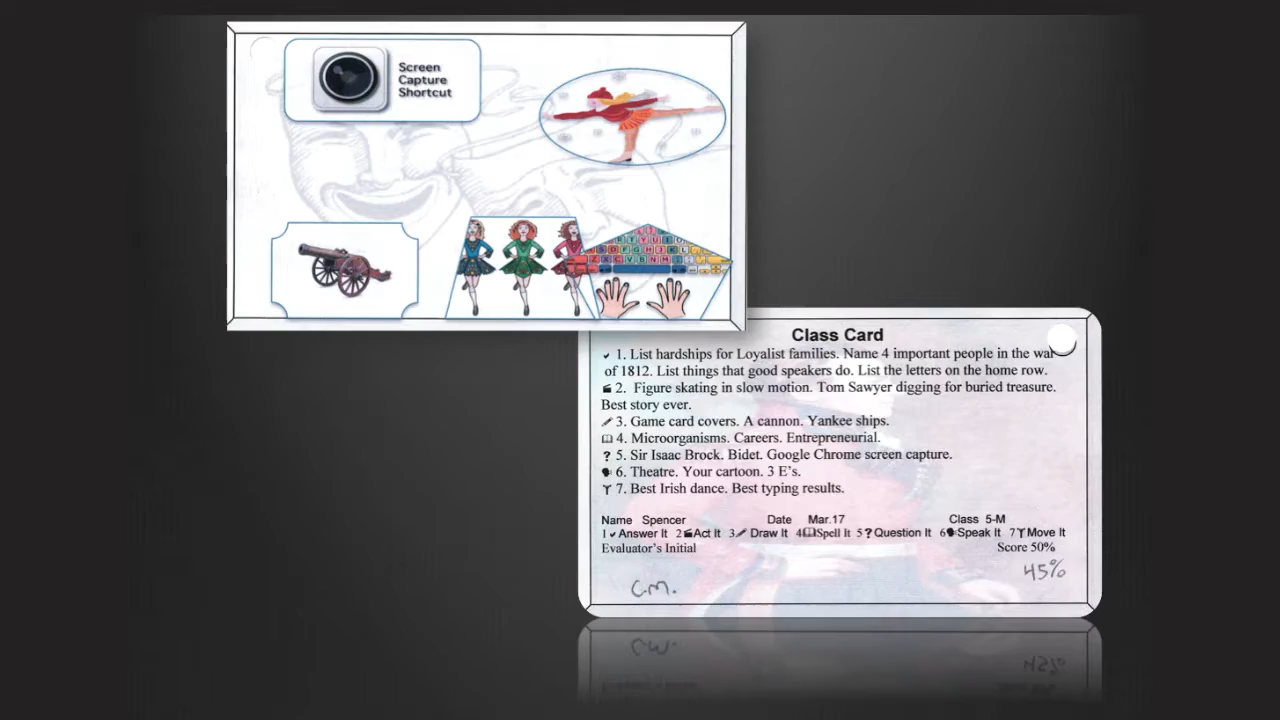 Screen
Capture
Shortcut
Class Card
✔ 1. List hardships for Loyalist families. Name 4 important people in the war
of 1812. List things that good speakers do. List the letters on the home row.
2. Figure skating in slow motion. Tom Sawyer digging for buried treasure.
Best story ever.
3. Game card covers. A cannon. Yankee ships.
4. Microorganisms. Careers. Entrepreneurial.
? 5. Sir Isaac Brock. Bidet. Google Chrome screen capture.
6. Theatre. Your cartoon. 3 E's.
7. Best Irish dance. Best typing results.
Name Spencer Date Mar.17 Class 5-M
1 ✔ Answer It 2 Act It 3 Draw It 4 Spell It 5 ? Question It 6 Speak It 7 Move It
Evaluator's Initial Score 50%
45%
C.M.